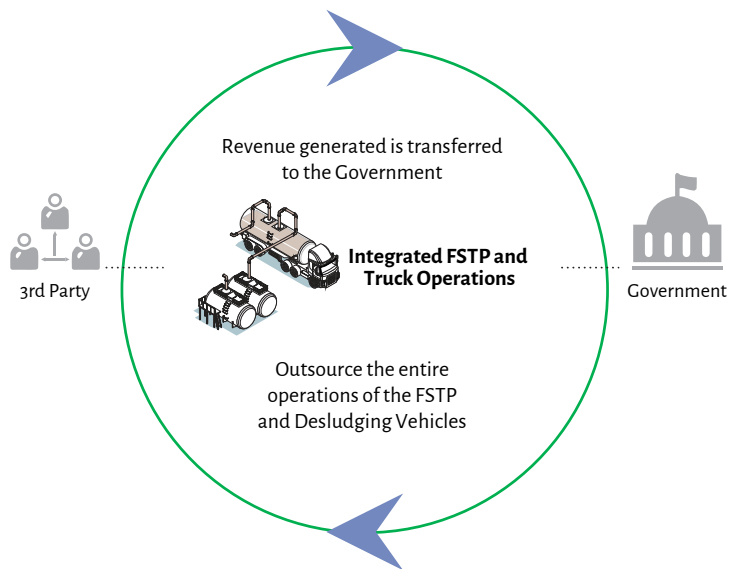 Revenue generated is transferred
to the Government
Integrated FSTP and
Truck Operations
3rd Party
Government
Outsource the entire
operations of the FSTP
and Desludging Vehicles